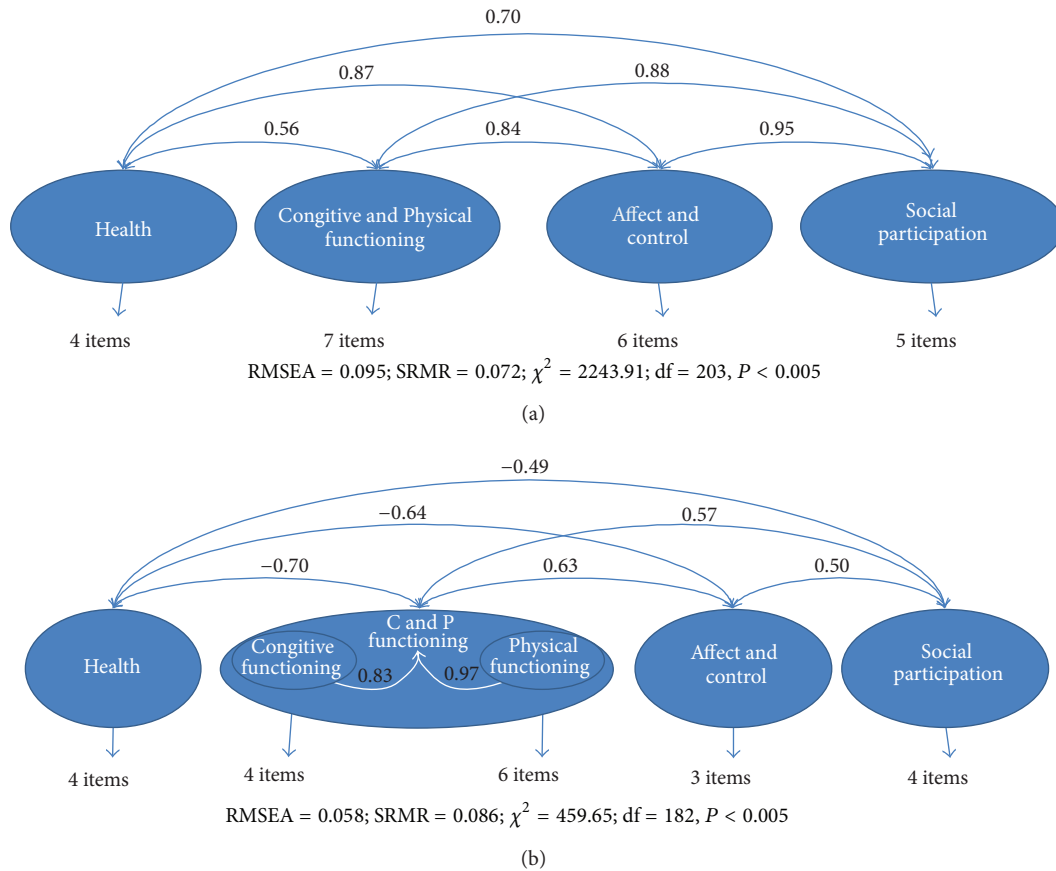 0.70
0.87
0.88
0.56
0.84
0.95
Health
Congitive and Physical
functioning
Affect and
control
Social
participation
4 items
7 items
6 items
5 items
RMSEA = 0.095; SRMR = 0.072; χ² = 2243.91; df = 203, P < 0.005
(a)
−0.49
−0.64
0.57
−0.70
0.63
0.50
Health
C and P
functioning
Congitive
functioning
Physical
functioning
0.83
0.97
Affect and
control
Social
participation
4 items
4 items
6 items
3 items
4 items
RMSEA = 0.058; SRMR = 0.086; χ² = 459.65; df = 182, P < 0.005
(b)